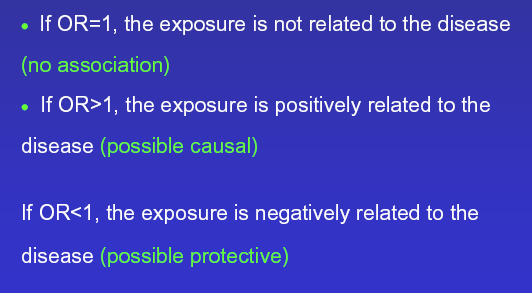 • If OR=1, the exposure is not related to the disease
(no association)
• If OR>1, the exposure is positively related to the
disease (possible causal)
If OR<1, the exposure is negatively related to the
disease (possible protective)